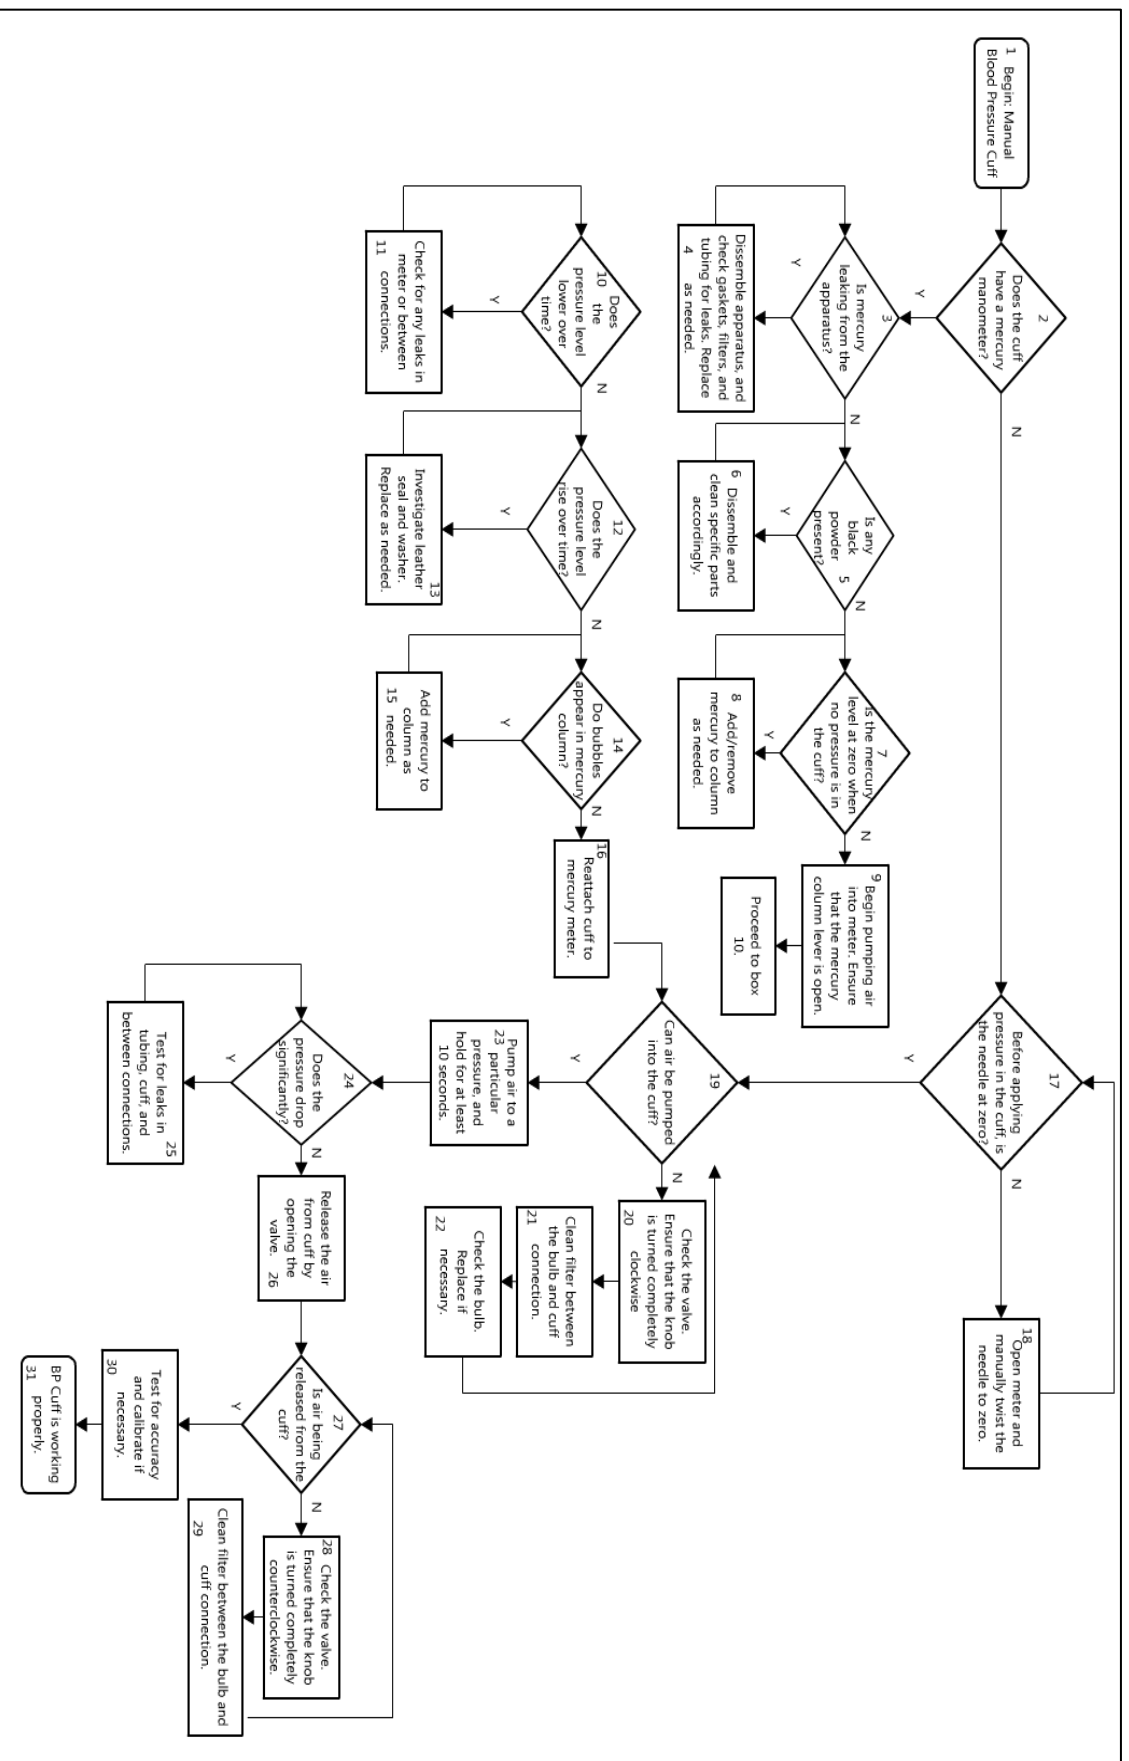 1 Begin: Manual
Blood Pressure Cuff
2
Does the cuff
have a mercury
manometer?
Y
N
3
Is mercury
leaking from the
apparatus?
Y
N
Dissemble apparatus, and
check gaskets, filters, and
tubing for leaks. Replace
4 as needed.
Is any
black
powder 5
present?
Y
N
6 Dissemble and
clean specific parts
accordingly.
7
Is the mercury
level at zero when
no pressure is in
the cuff?
Y
N
8 Add/remove
mercury to column
as needed.
9 Begin pumping air
into meter. Ensure
that the mercury
column lever is open.
Proceed to box
10.
Does
10 the
pressure level
lower over
time?
Y
N
Check for any leaks in
meter or between
11 connections.
12
Does the
pressure level
rise over time?
Y
N
13
Investigate leather
seal and washer.
Replace as needed.
14
Do bubbles
appear in mercury
column?
Y
N
Add mercury to
column as
15 needed.
16
Reattach cuff to
mercury meter.
17
Before applying
pressure in the cuff, is
the needle at zero?
Y
N
18
Open meter and
manually twist the
needle to zero.
19
Can air be pumped
into the cuff?
Y
N
Check the valve.
Ensure that the knob
is turned completely
20 clockwise
Clean filter between
the bulb and cuff
21 connection.
Check the bulb.
Replace if
22 necessary.
Pump air to a
23 particular
pressure, and
hold for at least
10 seconds.
24
Does the
pressure drop
significantly?
Y
N
25
Test for leaks in
tubing, cuff, and
between connections.
Release the air
from cuff by
opening the
valve. 26
27
Is air being
released from the
cuff?
Y
N
28 Check the valve.
Ensure that the knob
is turned completely
counterclockwise.
Clean filter between the bulb and
29 cuff connection.
Test for accuracy
and calibrate if
30 necessary.
BP Cuff is working
31 properly.